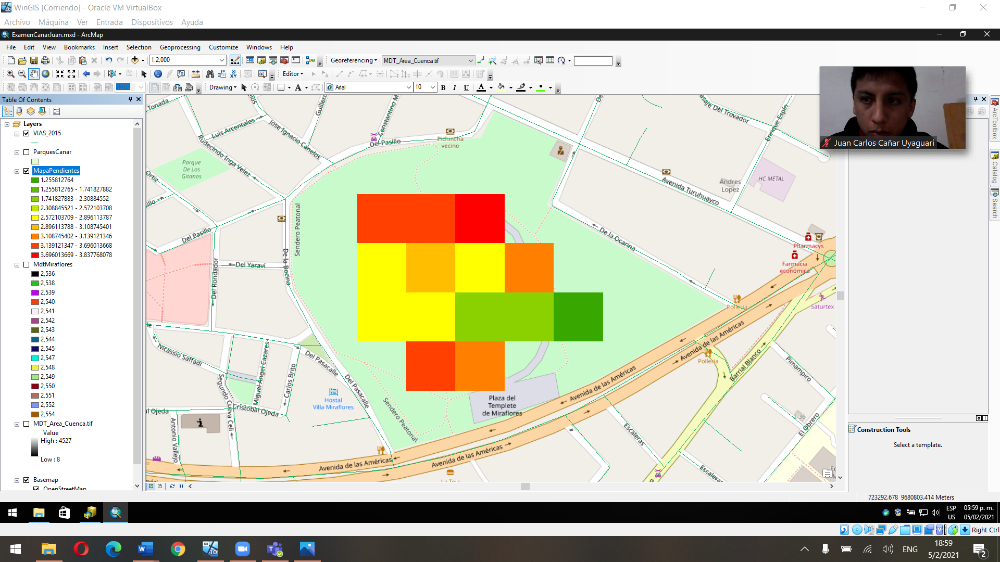 WinGIS [Corriendo] - Oracle VM VirtualBox
Archivo Máquina Ver Entrada Dispositivos Ayuda
ExamenCanarJuan.mxd - ArcMap
File Edit View Bookmarks Insert Selection Geoprocessing Customize Windows Help
1:2,000
Georeferencing
MDT_Area_Cuenca.tif
Editor
100%
Drawing
Arial
10
B I U
Table Of Contents
Layers
VIAS_2015
ParquesCanar
MapaPendientes
1.255812764
1.255812765 - 1.741827882
1.741827883 - 2.30884552
2.308845521 - 2.572103708
2.572103709 - 2.896113787
2.896113788 - 3.108745401
3.108745402 - 3.139121346
3.139121347 - 3.696013668
3.696013669 - 3.837768078
MdtMiraflores
2,536
2,538
2,539
2,540
2,541
2,542
2,543
2,544
2,545
2,547
2,548
2,549
2,550
2,551
2,552
2,554
MDT_Area_Cuenca.tif
Value
High : 4527
Low : 8
Basemap
OpenStreetMap
Tonada
Luis Arcentales
Jose Ignacio Canelos
Constantino M
Del Pasillo
Pichincha
vecino
Rudecindo Inga Velez
Parque
De Los
Gitanos
Ortiz
Del Pasillo
Sendero Peatonal
De la Bocina
Del Yaraví
Del Rondador
Nicassio Saffadi
Miguel Angel Cazares
Carlos Brito
Segundo Cueva Celi
Cristobal Ojeda
al Ojeda
Antonio Vallejo
Del Pasacalle
Del Pasacalle
Hostal
Villa Miraflores
Sendero Peatonal
Plaza del
Templete
de Miraflores
Avenida de las Américas
Avenida de las Américas
Avenida de las Américas
Avenida de las Américas
La Teja
Pasaje Del Trovador
Enrique Espín
HC METAL
Andres
Lopez
Avenida Turuhuayco
De la Ocarina
Pharmacys
Farmacia
económica
Polleria
Saturtex
Polleria
Barrial Blanco
Pimampiro
2-36
El Obrero
Escaleras
Escaleras
Juan Carlos Cañar Uyaguari
ArcToolbox
Catalog
Search
Construction Tools
Select a template.
723292.678 9680803.414 Meters
ESP
US
05:59 p. m.
05/02/2021
Right Ctrl
ENG
18:59
5/2/2021
2